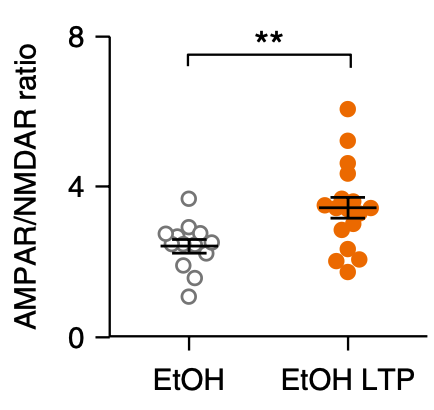 **
8
4
0
AMPAR/NMDAR ratio
EtOH
EtOH LTP